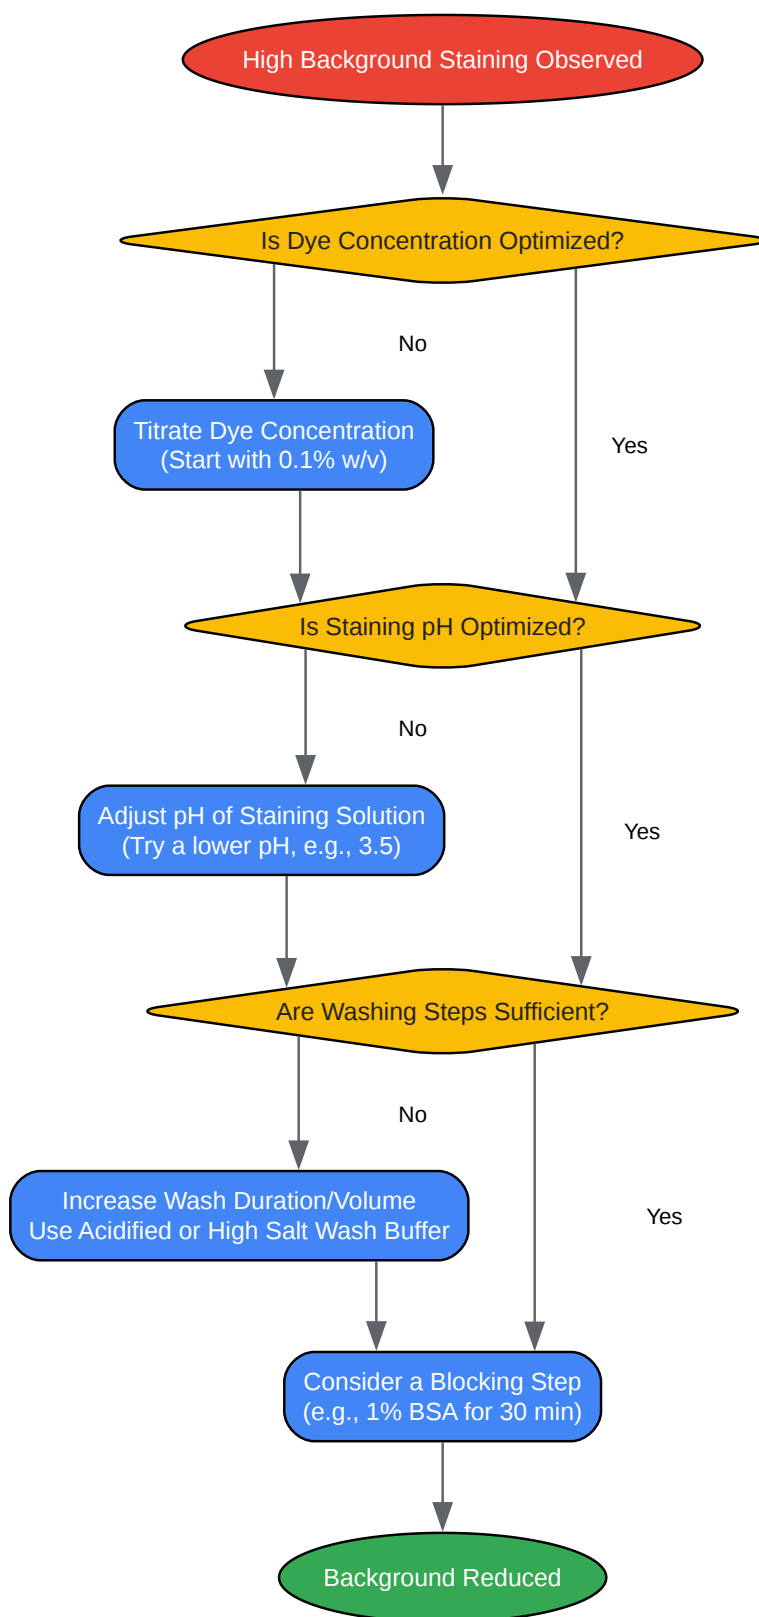 High Background Staining Observed
Is Dye Concentration Optimized?
No
Titrate Dye Concentration
(Start with 0.1% w/v)
Yes
Is Staining pH Optimized?
No
Adjust pH of Staining Solution
(Try a lower pH, e.g., 3.5)
Yes
Are Washing Steps Sufficient?
No
Increase Wash Duration/Volume
Use Acidified or High Salt Wash Buffer
Yes
Consider a Blocking Step
(e.g., 1% BSA for 30 min)
Background Reduced